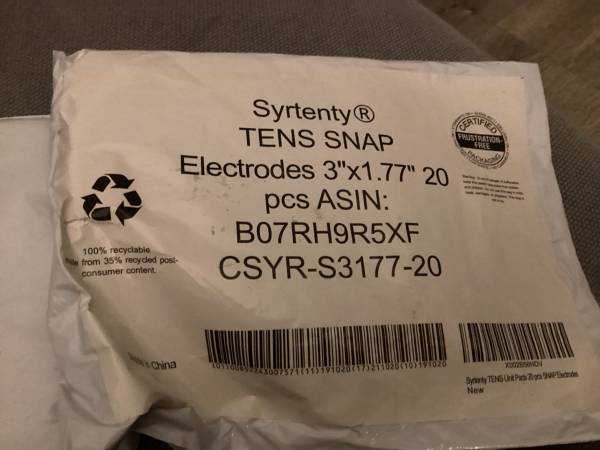 Syrtenty®
TENS SNAP
Electrodes 3"x1.77" 20
pcs ASIN:
B07RH9R5XF
CSYR-S3177-20
CERTIFIED
FRUSTRATION-
FREE
PACKAGING
100% recyclable
from 35% recycled post-
consumer content.
China
X002B98NDV
Syrtenty TENS Unit Pads 20 pcs SNAP Electrodes
New